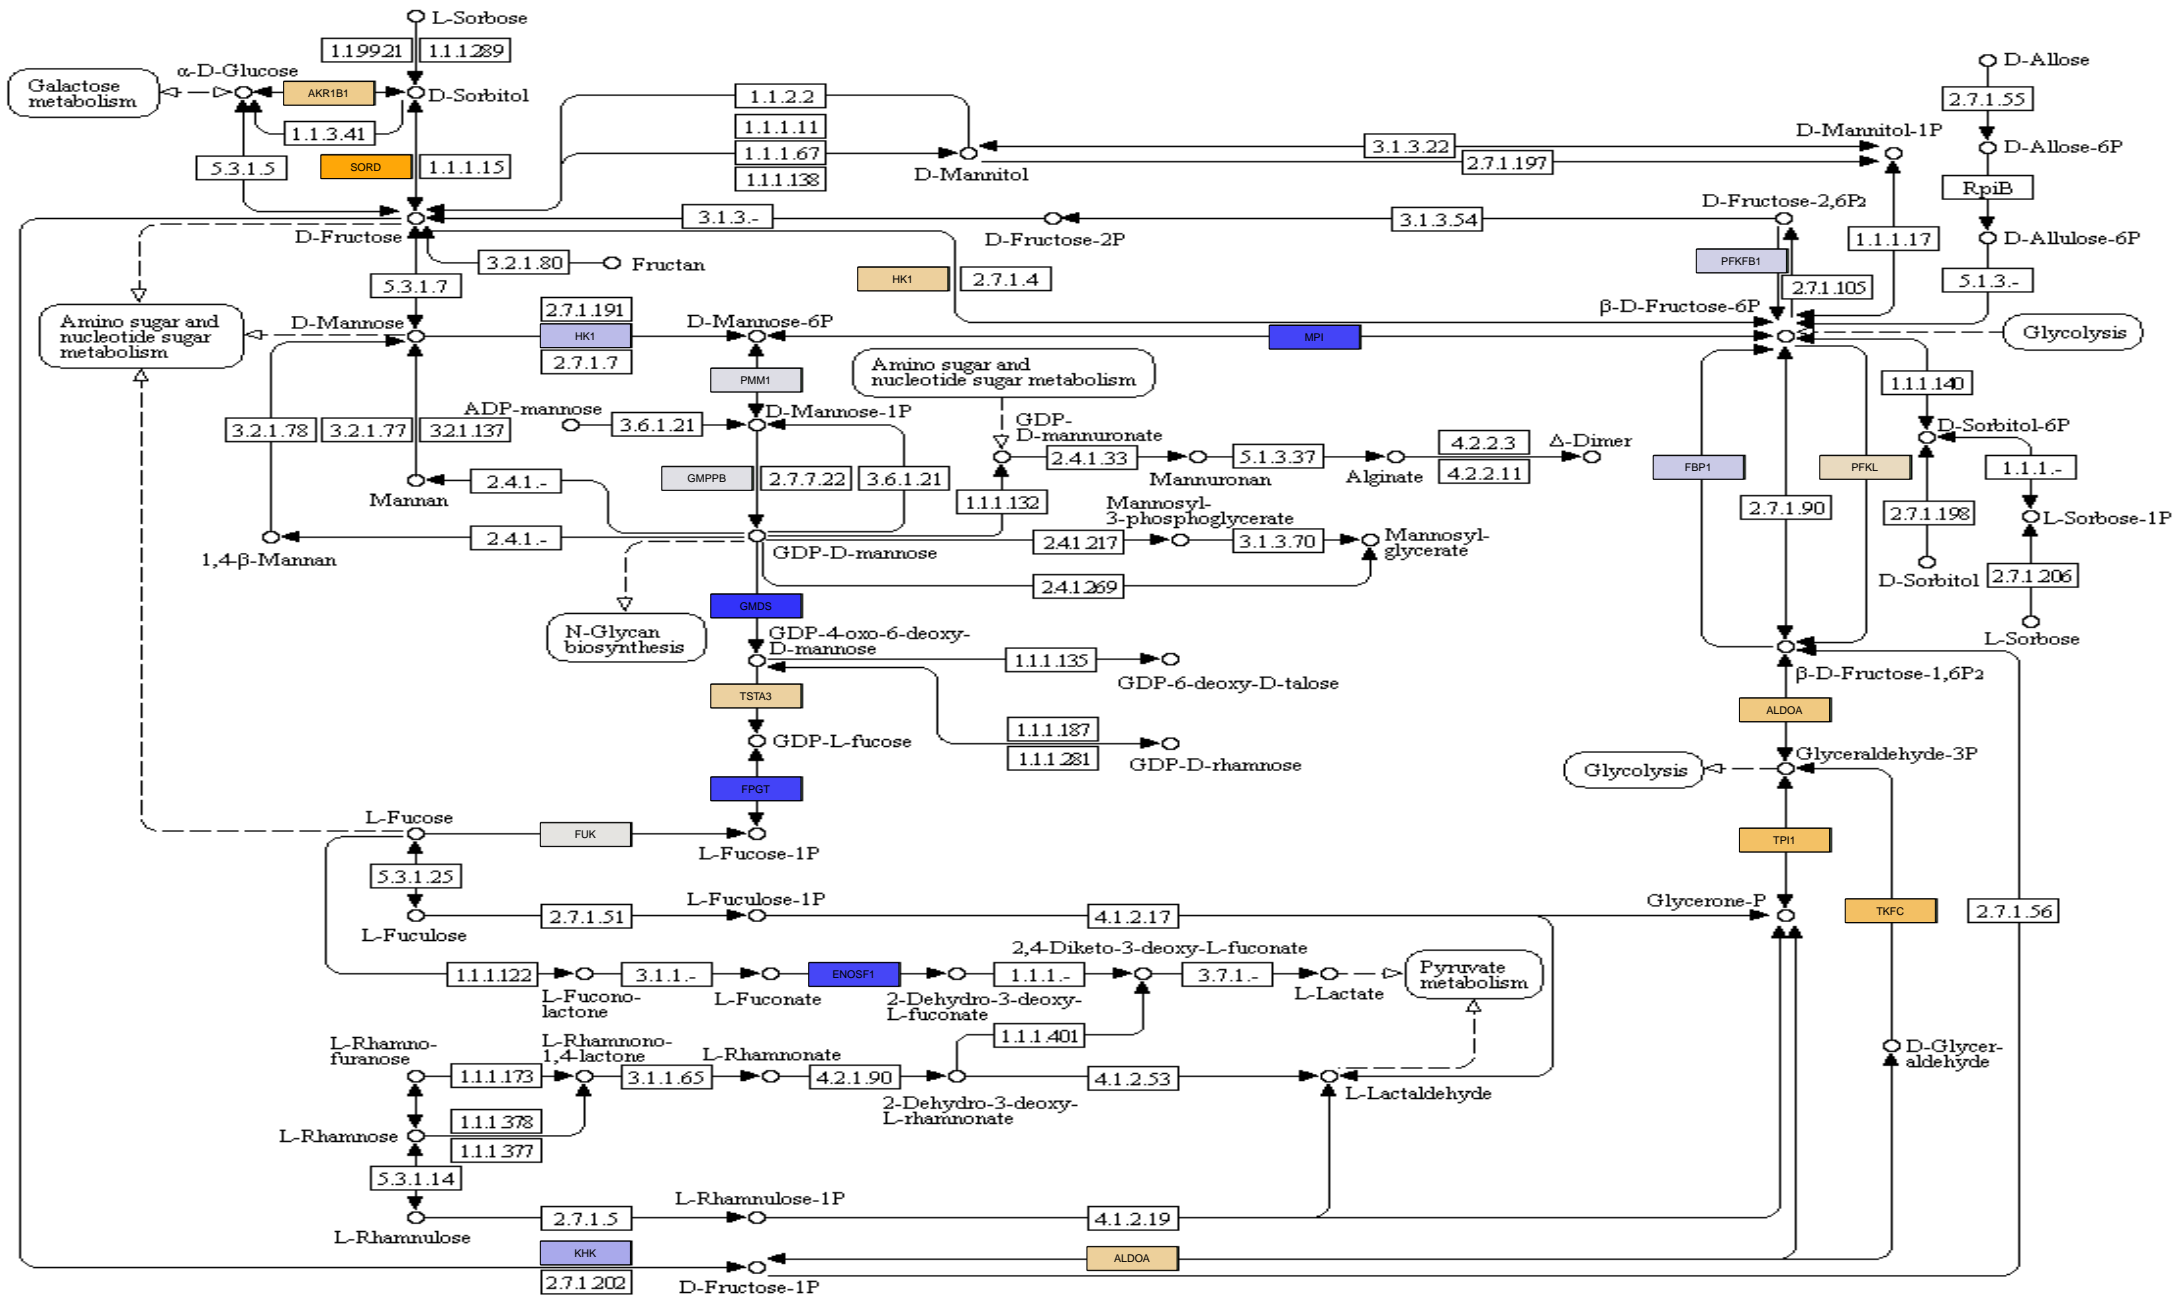 L-Sorbose
1.1.99.21
1.1.1.289
α-D-Glucose
Galactose
metabolism
AKR1B1
D-Sorbitol
1.1.3.41
5.3.1.5
SORD
1.1.1.15
1.1.2.2
1.1.1.11
1.1.1.67
1.1.1.138
D-Mannitol
3.1.3.22
2.7.1.197
D-Mannitol-1P
D-Allose
2.7.1.55
D-Allose-6P
RpiB
D-Allulose-6P
5.1.3.-
D-Fructose
3.1.3.-
D-Fructose-2P
3.1.3.54
D-Fructose-2,6P2
1.1.1.17
PFKFB1
2.7.1.105
3.2.1.80
Fructan
5.3.1.7
HK1
2.7.1.4
β-D-Fructose-6P
Amino sugar and
nucleotide sugar
metabolism
D-Mannose
2.7.1.191
HK1
2.7.1.7
D-Mannose-6P
MPI
Glycolysis
PMM1
Amino sugar and
nucleotide sugar metabolism
1.1.1.140
ADP-mannose
3.6.1.21
D-Mannose-1P
3.2.1.78
3.2.1.77
3.2.1.137
GDP-
D-mannuronate
2.4.1.33
Mannuronan
5.1.3.37
Alginate
4.2.2.3
4.2.2.11
Δ-Dimer
D-Sorbitol-6P
1.1.1.-
FBP1
PFKL
GMPPB
2.7.7.22
3.6.1.21
Mannan
2.4.1.-
1.1.1.132
2.7.1.90
2.7.1.198
L-Sorbose-1P
Mannosyl-
3-phosphoglycerate
2.4.1.-
1,4-β-Mannan
GDP-D-mannose
2.4.1.217
3.1.3.70
Mannosyl-
glycerate
2.4.1.269
D-Sorbitol
2.7.1.206
L-Sorbose
GMDS
N-Glycan
biosynthesis
GDP-4-oxo-6-deoxy-
D-mannose
1.1.1.135
GDP-6-deoxy-D-talose
β-D-Fructose-1,6P2
TSTA3
ALDOA
GDP-L-fucose
1.1.1.187
1.1.1.281
GDP-D-rhamnose
Glyceraldehyde-3P
Glycolysis
FPGT
L-Fucose
FUK
L-Fucose-1P
TPI1
5.3.1.25
L-Fuculose
2.7.1.51
L-Fuculose-1P
4.1.2.17
Glycerone-P
TKFC
2.7.1.56
2,4-Diketo-3-deoxy-L-fuconate
1.1.1.122
L-Fucono-
lactone
3.1.1.-
L-Fuconate
ENOSF1
2-Dehydro-3-deoxy-
L-fuconate
1.1.1.-
3.7.1.-
L-Lactate
Pyruvate
metabolism
1.1.1.401
L-Rhamno-
furanose
1.1.1.173
L-Rhamnono-
1,4-lactone
3.1.1.65
L-Rhamnonate
4.2.1.90
2-Dehydro-3-deoxy-
L-rhamnonate
4.1.2.53
L-Lactaldehyde
D-Glycer-
aldehyde
1.1.1.378
L-Rhamnose
1.1.1.377
5.3.1.14
L-Rhamnulose
2.7.1.5
L-Rhamnulose-1P
4.1.2.19
KHK
2.7.1.202
D-Fructose-1P
ALDOA